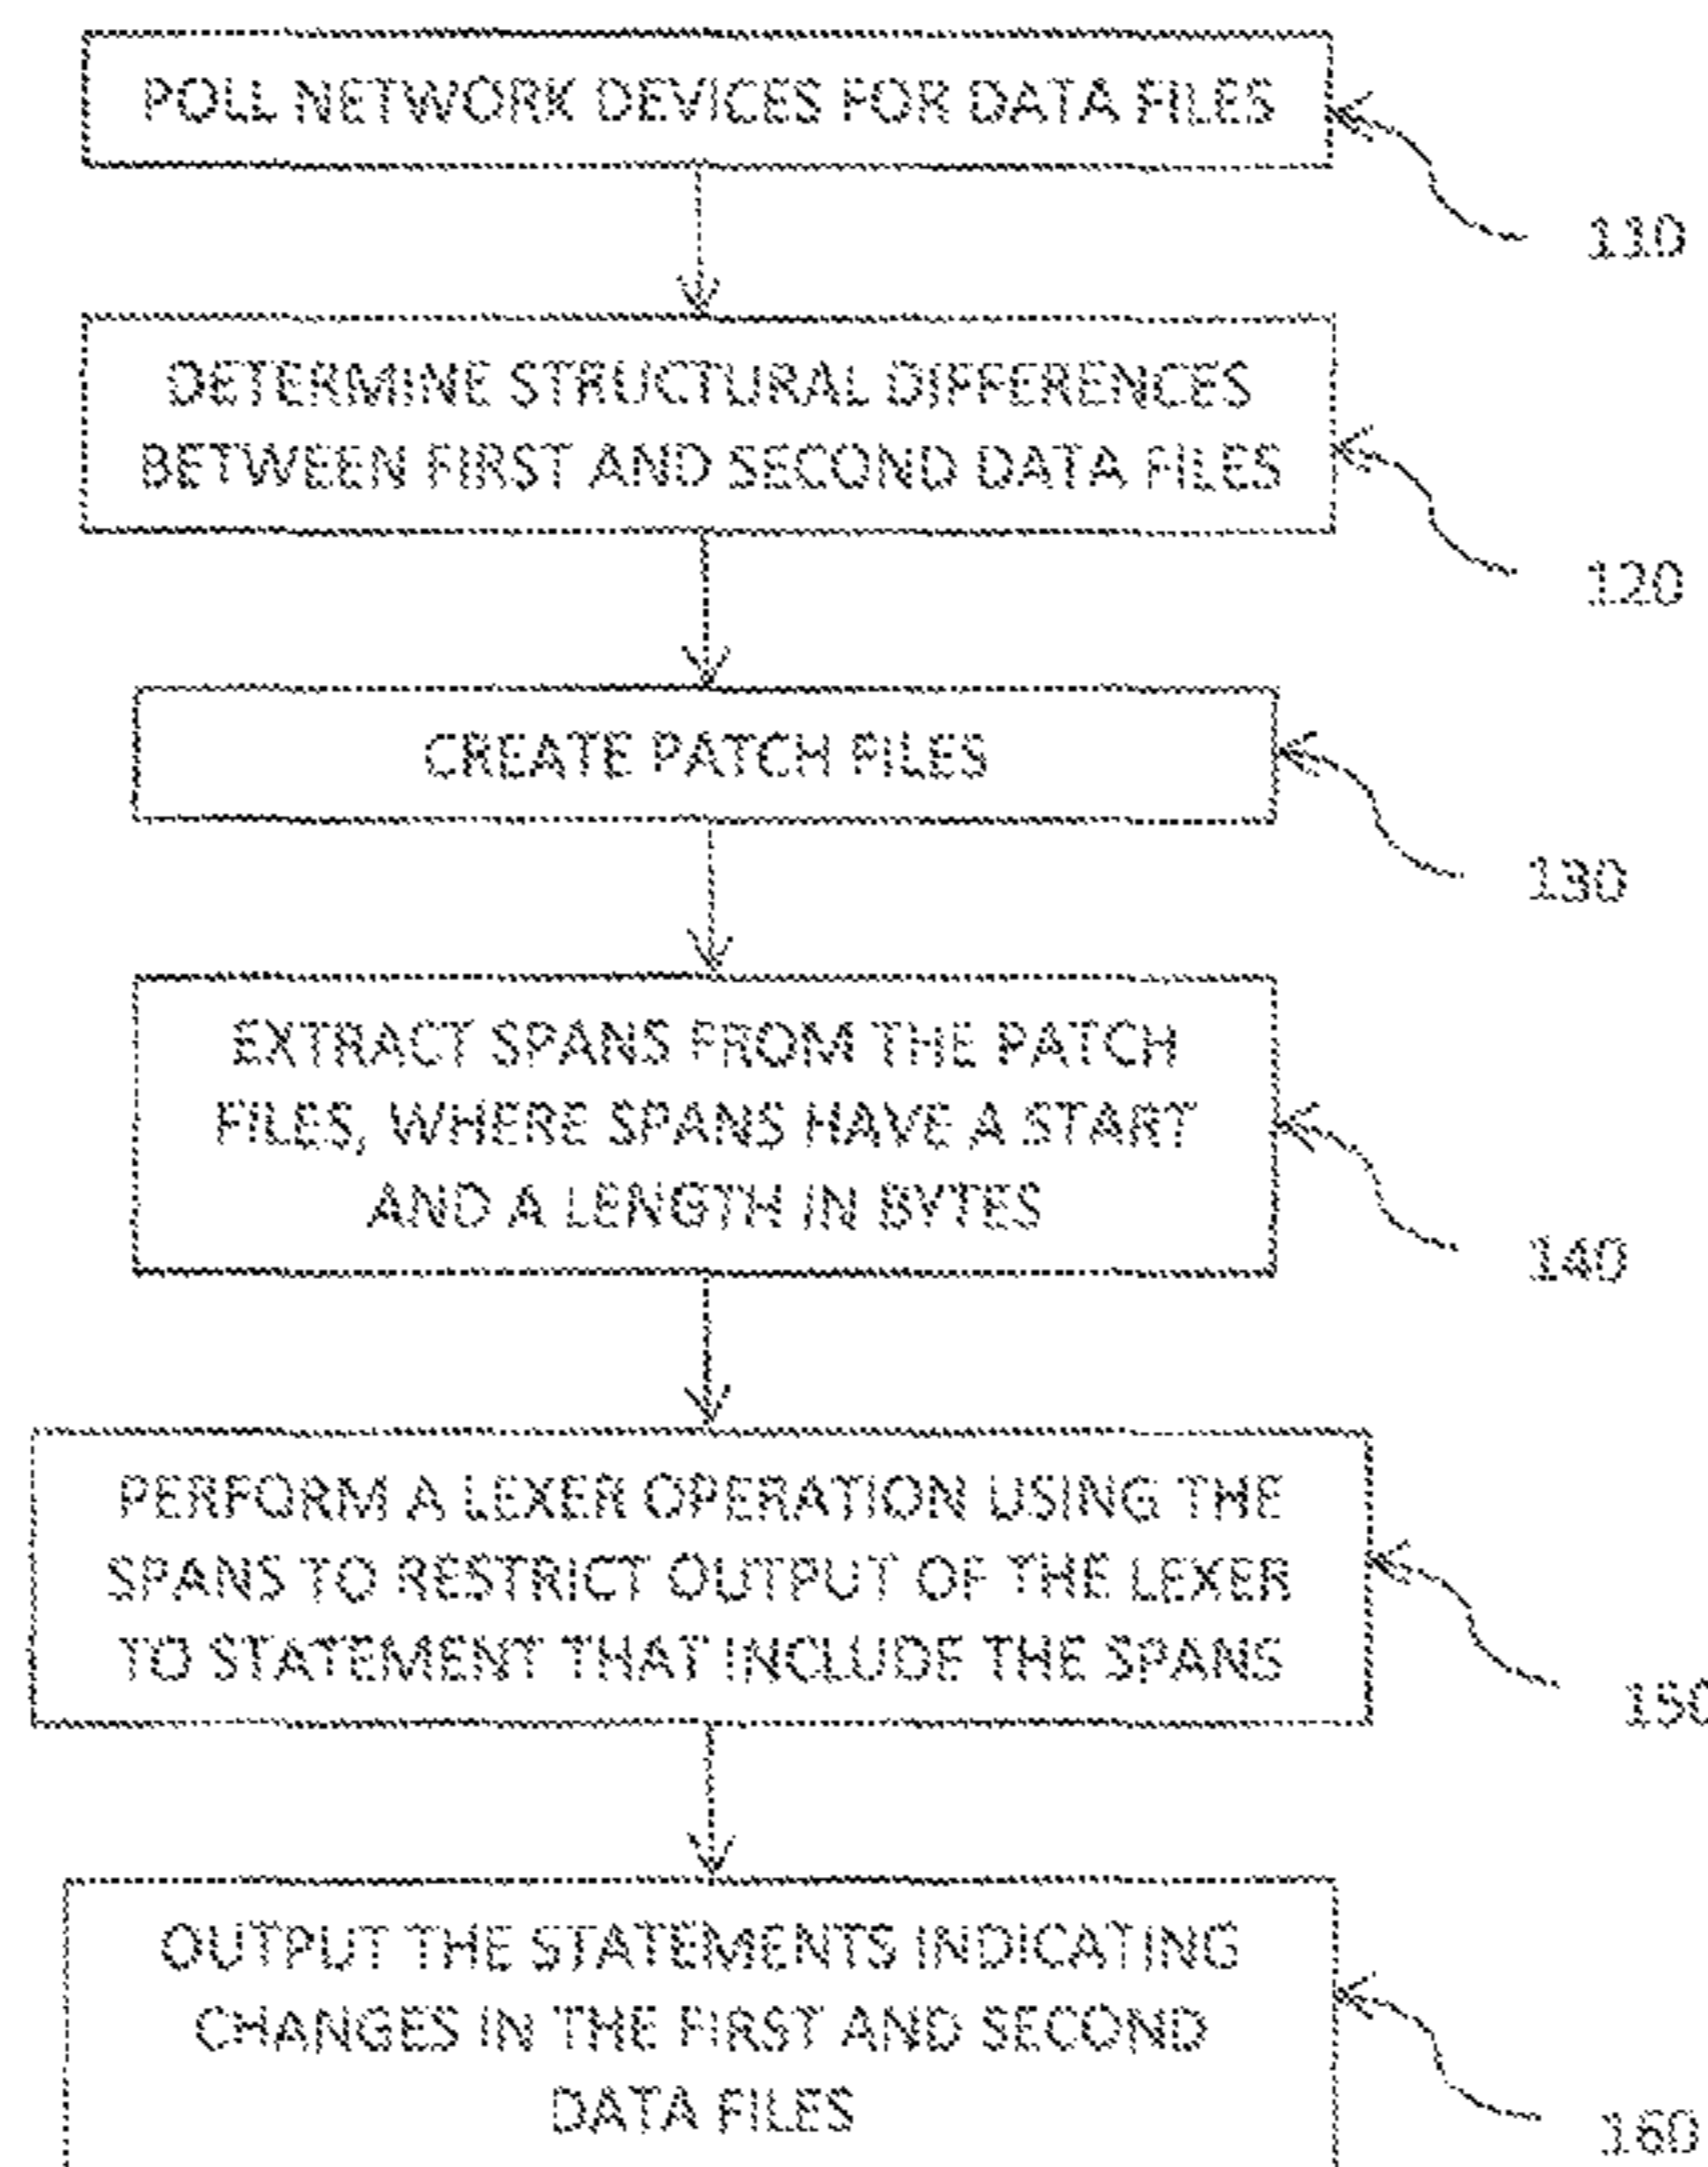 POLL NETWORK DEVICES FOR DATA FILES
110
DETERMINE STRUCTURAL DIFFERENCES
BETWEEN FIRST AND SECOND DATA FILES
120
CREATE PATCH FILES
130
EXTRACT SPANS FROM THE PATCH
FILES, WHERE SPANS HAVE A START
AND A LENGTH IN BYTES
140
PERFORM A LEXER OPERATION USING THE
SPANS TO RESTRICT OUTPUT OF THE LEXER
TO STATEMENT THAT INCLUDE THE SPANS
150
OUTPUT THE STATEMENTS INDICATING
CHANGES IN THE FIRST AND SECOND
DATA FILES
160